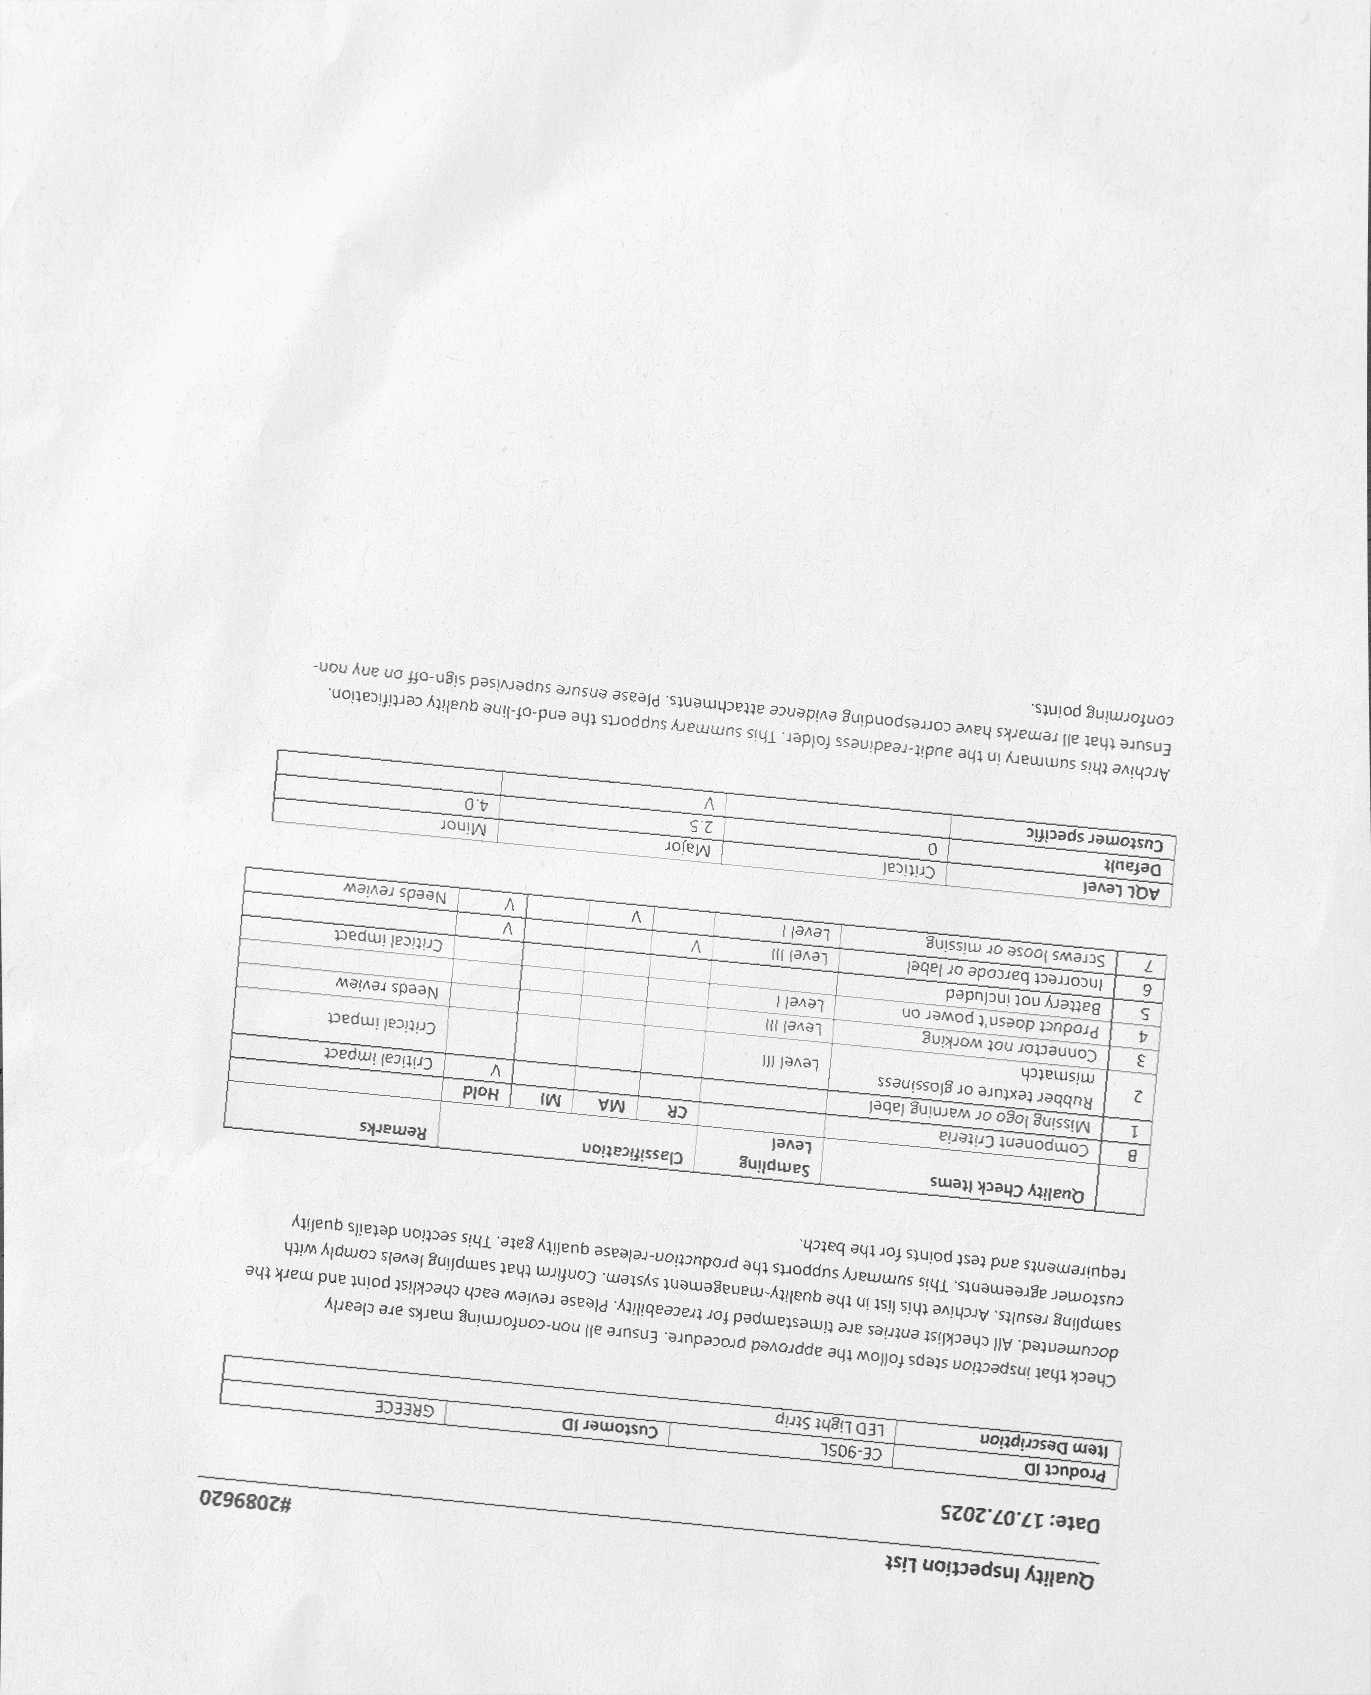 Quality Inspection List
Date: 17.07.2025 #2089620
Product ID CE-90SL Customer ID GREECE
Item Description LED Light Strip
Check that inspection steps follow the approved procedure. Ensure all non-conforming marks are clearly
documented. All checklist entries are timestamped for traceability. Please review each checklist point and mark the
sampling results. Archive this list in the quality-management system. Confirm that sampling levels comply with
customer agreements. This summary supports the production-release quality gate. This section details quality
requirements and test points for the batch.
Quality Check Items Sampling Level Classification Remarks
B Component Criteria CR MA MI Hold
1 Missing logo or warning label V Critical impact
2 Rubber texture or glossiness mismatch Level III Critical impact
3 Connector not working Level III Needs review
4 Product doesn't power on Level I
5 Battery not included Critical impact
6 Incorrect barcode or label Level III V V
7 Screws loose or missing Level I V V Needs review
AQL Level Critical Major Minor
Default 0 2.5 4.0
Customer specific V
Archive this summary in the audit-readiness folder. This summary supports the end-of-line quality certification.
Ensure that all remarks have corresponding evidence attachments. Please ensure supervised sign-off on any non-
conforming points.